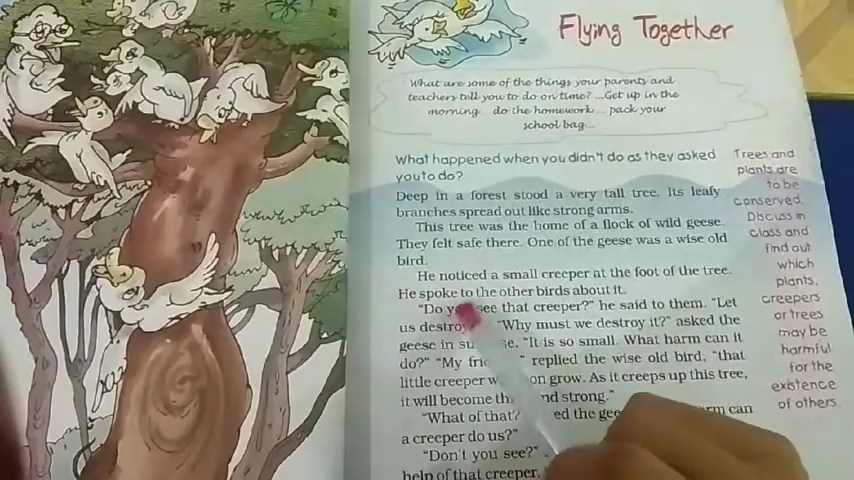 Flying Together
What are some of the things your parents and
teachers tell you to do on time? ...Get up in the
morning... do the homework... pack your
school bag...
What happened when you didn't do as they asked
you to do?
Deep in a forest stood a very tall tree. Its leafy
branches spread out like strong arms.
This tree was the home of a flock of wild geese.
They felt safe there. One of the geese was a wise old
bird.
He noticed a small creeper at the foot of the tree.
He spoke to the other birds about it.
"Do see that creeper?" he said to them. "Let
us destroy "Why must we destroy it?" asked the
geese in "It is so small. What harm can it
do?" "My replied the wise old bird, "that
little creeper on grow. As it creeps up this tree,
it will become strong."
"What of that? the can
a creeper do us?"
"Don't you see?"
help of that creeper,
Trees and
plants are
to be
conserved.
Discuss in
class and
find out
which
plants,
creepers
or trees
may be
harmful
for the
existence
of others.